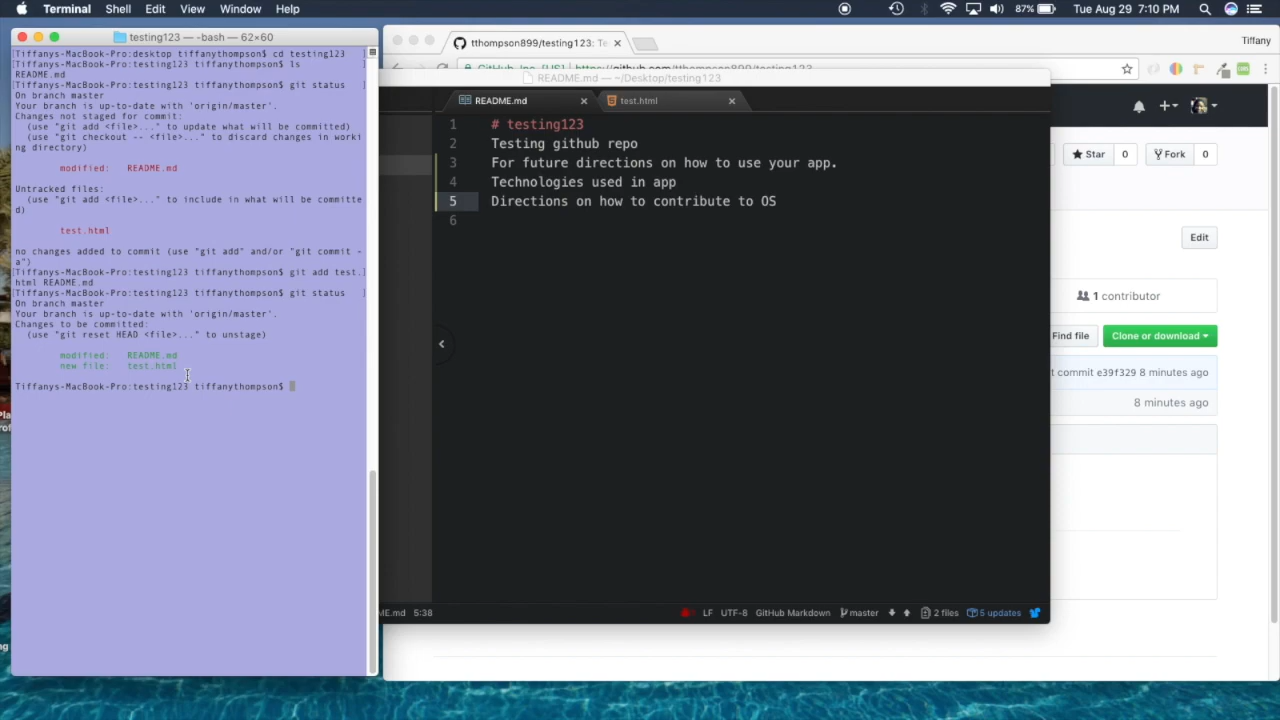 Terminal Shell Edit View Window Help
87% Tue Aug 29 7:10 PM
testing123 — -bash — 62×60
[Tiffanys-MacBook-Pro:desktop tiffanythompson$ cd testing123 ]
[Tiffanys-MacBook-Pro:testing123 tiffanythompson$ ls ]
README.md
[Tiffanys-MacBook-Pro:testing123 tiffanythompson$ git status ]
On branch master
Your branch is up-to-date with 'origin/master'.
Changes not staged for commit:
(use "git add <file>..." to update what will be committed)
(use "git checkout -- <file>..." to discard changes in worki
ng directory)
modified: README.md
Untracked files:
(use "git add <file>..." to include in what will be committe
d)
test.html
no changes added to commit (use "git add" and/or "git commit -
a")
[Tiffanys-MacBook-Pro:testing123 tiffanythompson$ git add test.]
html README.md
[Tiffanys-MacBook-Pro:testing123 tiffanythompson$ git status ]
On branch master
Your branch is up-to-date with 'origin/master'.
Changes to be committed:
(use "git reset HEAD <file>..." to unstage)
modified: README.md
new file: test.html
Tiffanys-MacBook-Pro:testing123 tiffanythompson$
tthompson899/testing123: Te
Tiffany
README.md — ~/Desktop/testing123
README.md test.html
1 # testing123
2 Testing github repo
3 For future directions on how to use your app.
4 Technologies used in app
5 Directions on how to contribute to OS
6
ME.md 5:38 LF UTF-8 GitHub Markdown master 2 files 5 updates
Star 0 Fork 0
Edit
1 contributor
Find file Clone or download
t commit e39f329 8 minutes ago
8 minutes ago